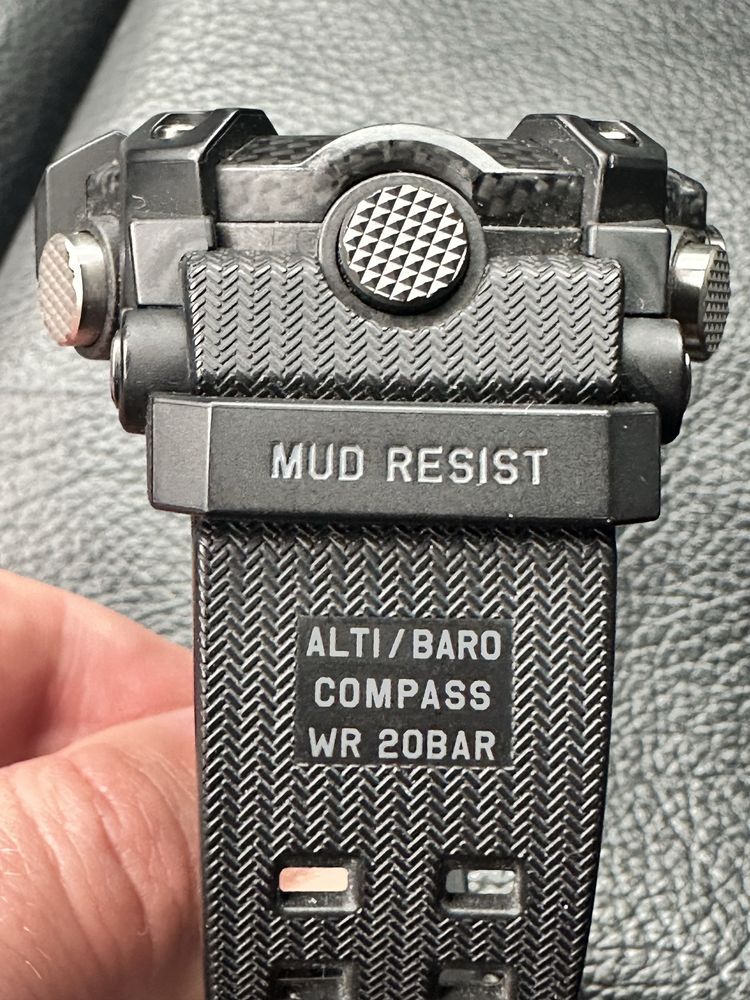 MUD RESIST
ALTI/BARO
COMPASS
WR 20BAR